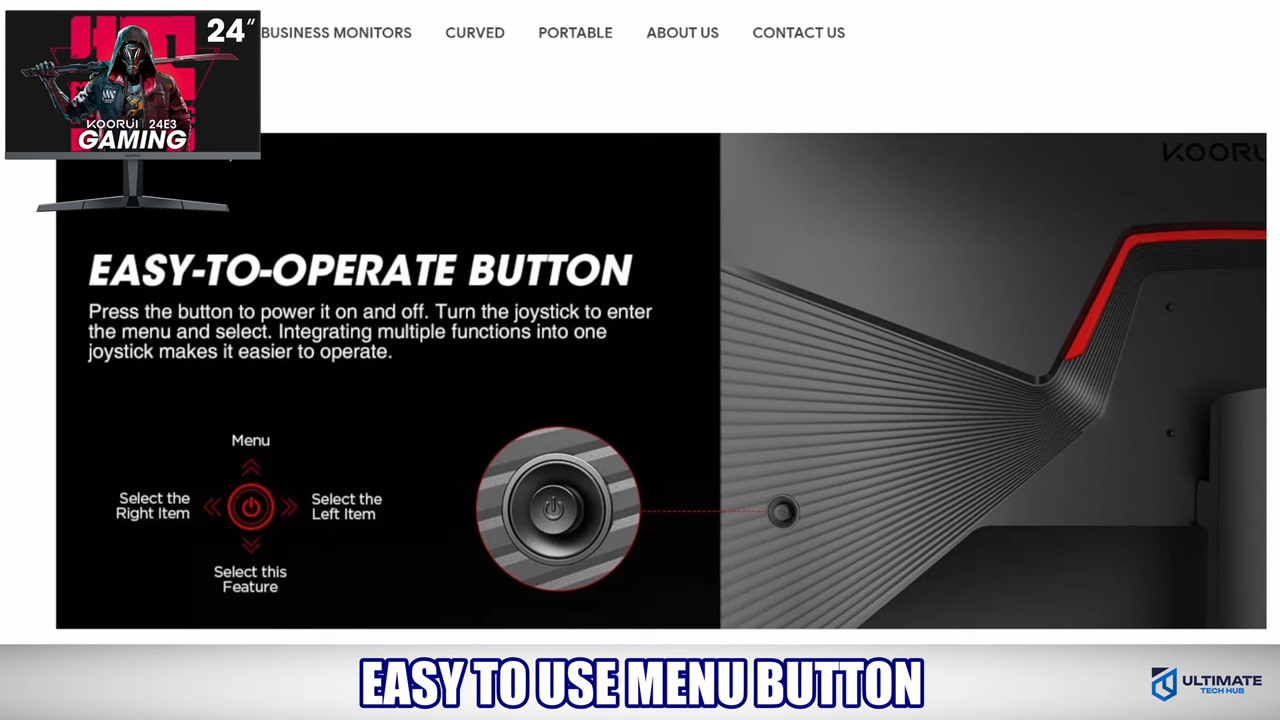 24″
BUSINESS MONITORS
CURVED
PORTABLE
ABOUT US
CONTACT US
KOORUI 24E3
GAMING
KOORU
EASY-TO-OPERATE BUTTON
Press the button to power it on and off. Turn the joystick to enter
the menu and select. Integrating multiple functions into one
joystick makes it easier to operate.
Menu
Select the
Right Item
Select the
Left Item
Select this
Feature
EASY TO USE MENU BUTTON
ULTIMATE
TECH HUB